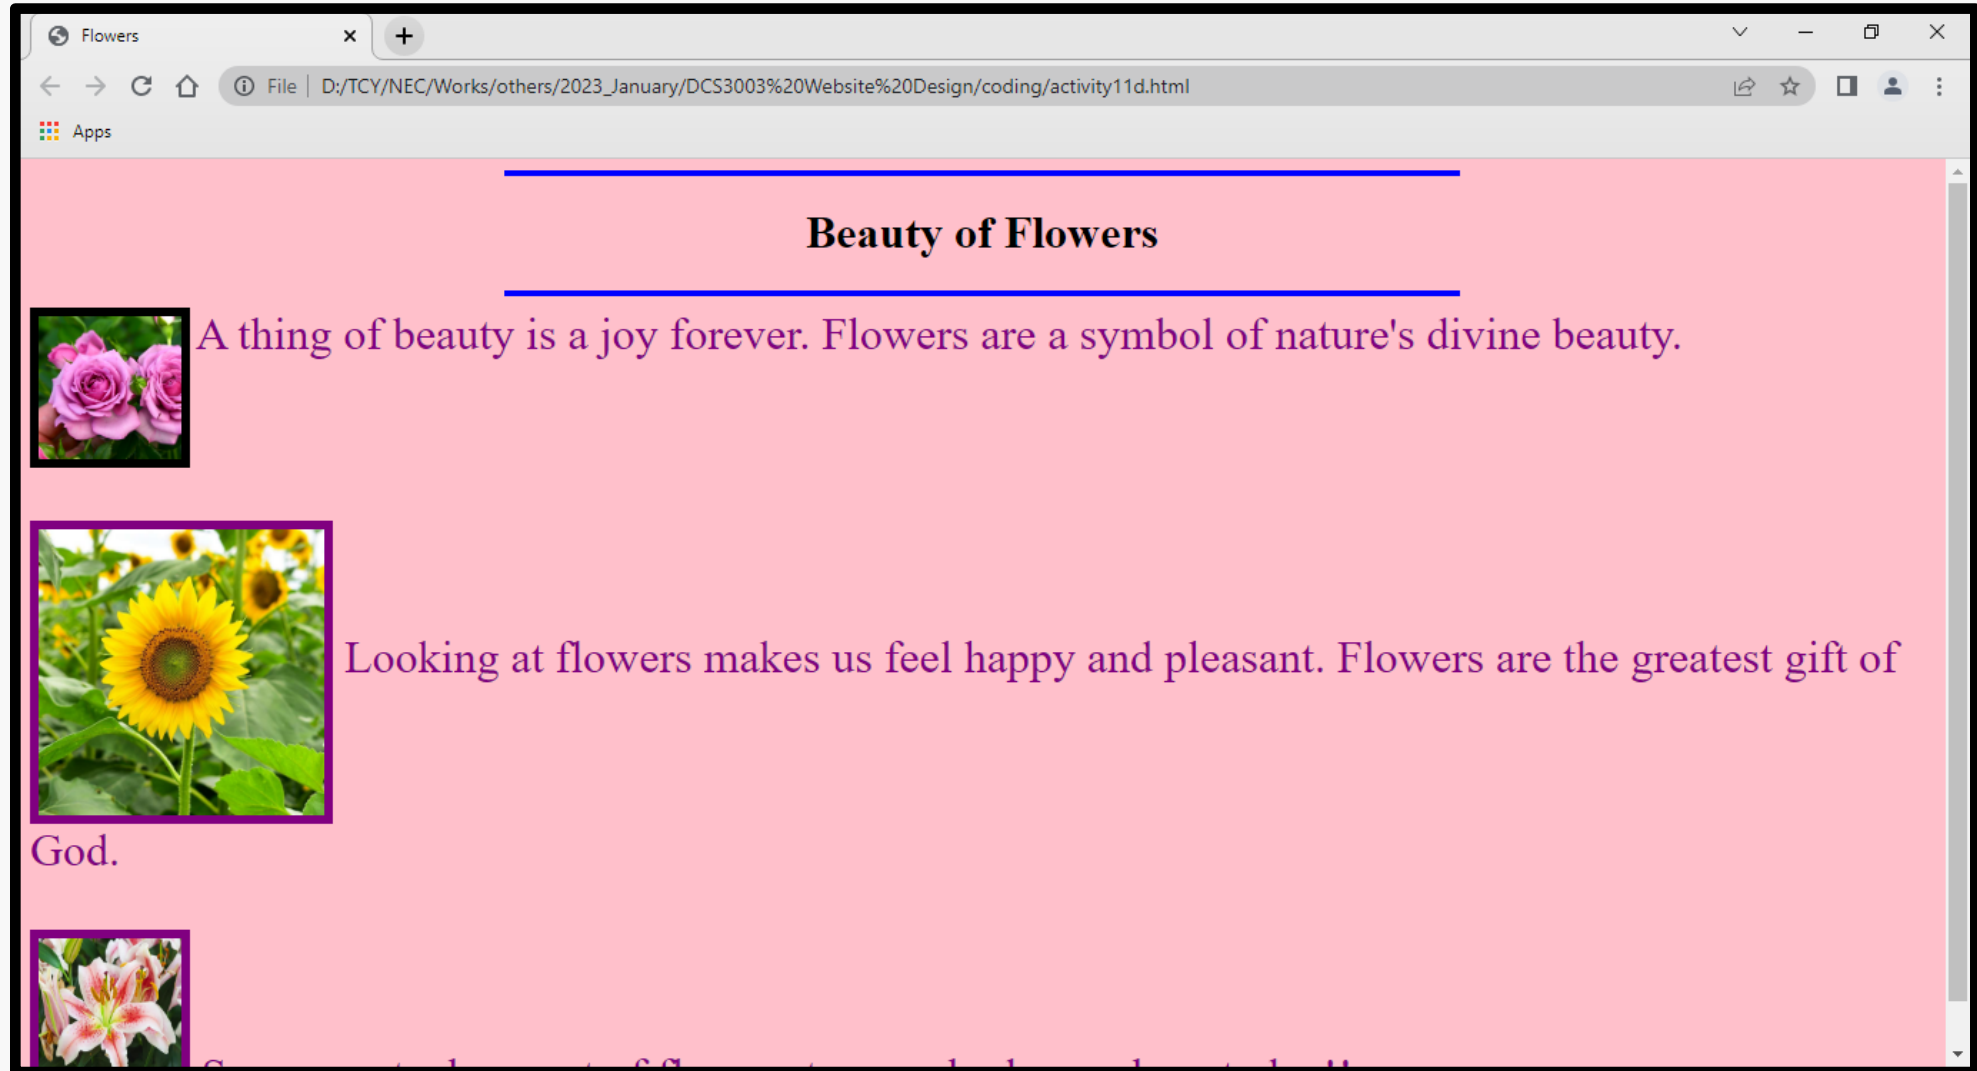 Flowers
File D:/TCY/NEC/Works/others/2023_January/DCS3003%20Website%20Design/coding/activity11d.html
Apps
Beauty of Flowers
A thing of beauty is a joy forever. Flowers are a symbol of nature's divine beauty.
Looking at flowers makes us feel happy and pleasant. Flowers are the greatest gift of
God.